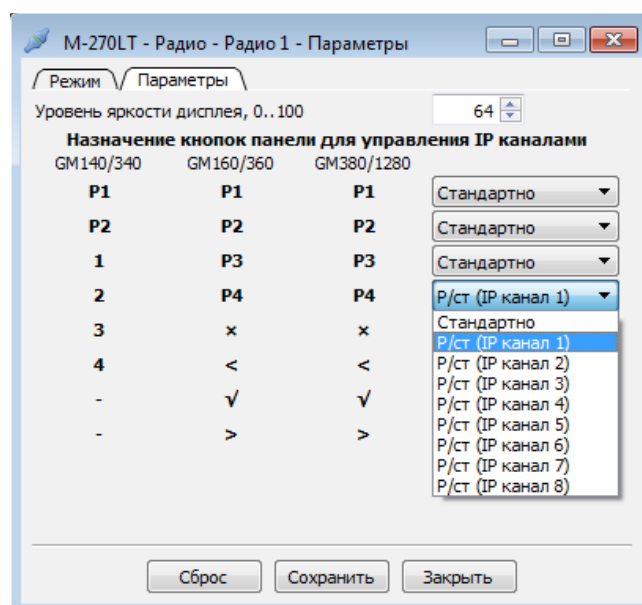 M-270LT - Радио - Радио 1 - Параметры
Режим Параметры
Уровень яркости дисплея, 0..100 64
Назначение кнопок панели для управления IP каналами
GM140/340 GM160/360 GM380/1280
P1 P1 P1 Стандартно
P2 P2 P2 Стандартно
1 P3 P3 Стандартно
2 P4 P4 Р/ст (IP канал 1)
3 × ×
4 < <
- √ √
- > >
Стандартно
Р/ст (IP канал 1)
Р/ст (IP канал 2)
Р/ст (IP канал 3)
Р/ст (IP канал 4)
Р/ст (IP канал 5)
Р/ст (IP канал 6)
Р/ст (IP канал 7)
Р/ст (IP канал 8)
Сброс Сохранить Закрыть